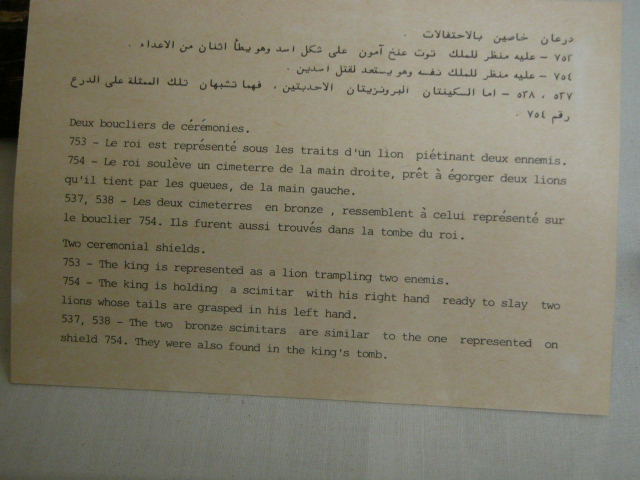 درعان خاصين بالاحتفالات .
٧٥٣ - عليه منظر للملك توت عنخ آمون على شكل اسد وهو يطأ اثنان من الاعداء .
٧٥٤ - عليه منظر للملك نفسه وهو يستعد لقتل اسدين .
٥٣٧ ، ٥٣٨ - اما السكينتان البرونزيتان الاحدبتين ، فهما تشبهان تلك الممثلة على الدرع
رقم ٧٥٤ .
Deux boucliers de cérémonies.
753 - Le roi est représenté sous les traits d'un lion piétinant deux ennemis.
754 - Le roi soulève un cimeterre de la main droite, prêt à égorger deux lions
qu'il tient par les queues, de la main gauche.
537, 538 - Les deux cimeterres en bronze , ressemblent à celui représenté sur
le bouclier 754. Ils furent aussi trouvés dans la tombe du roi.
Two ceremonial shields.
753 - The king is represented as a lion trampling two enemis.
754 - The king is holding a scimitar with his right hand ready to slay two
lions whose tails are grasped in his left hand.
537, 538 - The two bronze scimitars are similar to the one represented on
shield 754. They were also found in the king's tomb.